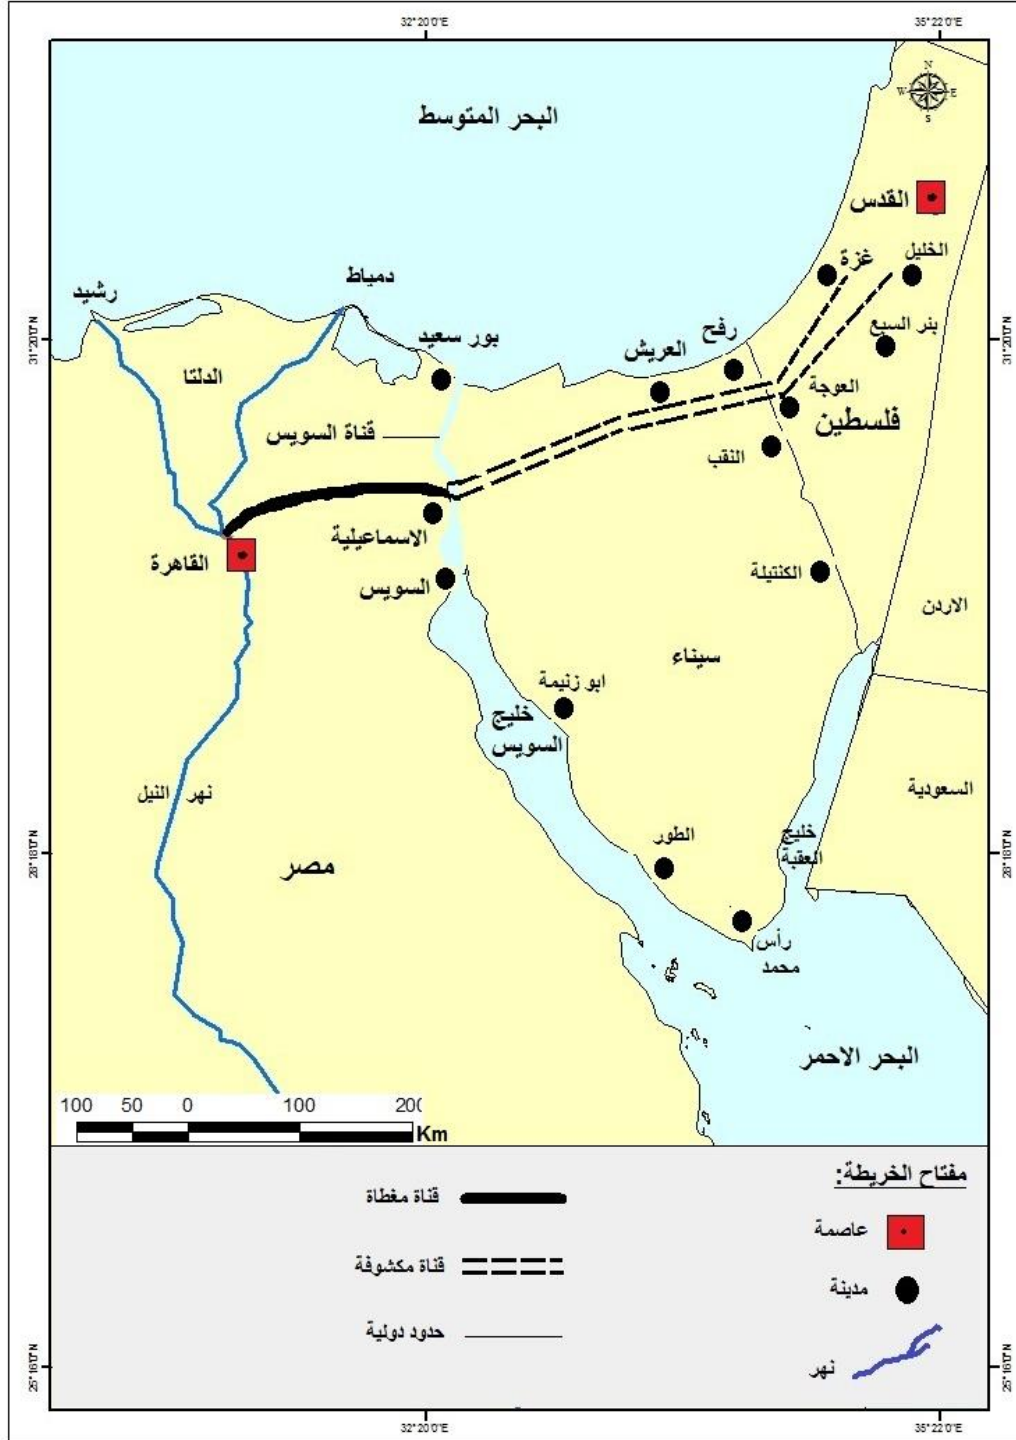 32°20'0"E
35°22'0"E
N
W
E
S
البحر المتوسط
القدس
الخليل
غزة
دمياط
رشيد
بئر السبع
رفح
بور سعيد
31°20'0"N
31°20'0"N
العريش
الدلتا
العوجة
فلسطين
قناة السويس
النقب
الاسماعيلية
القاهرة
السويس
الكنتيلة
الاردن
سيناء
ابو زنيمة
خليج
السويس
السعودية
نهر النيل
خليج
العقبة
الطور
28°18'0"N
28°18'0"N
مصر
رأس
محمد
البحر الاحمر
100 50 0 100 200
Km
مفتاح الخريطة:
قناة مغطاة
عاصمة
قناة مكشوفة
مدينة
حدود دولية
نهر
25°16'0"N
25°16'0"N
32°20'0"E
35°22'0"E